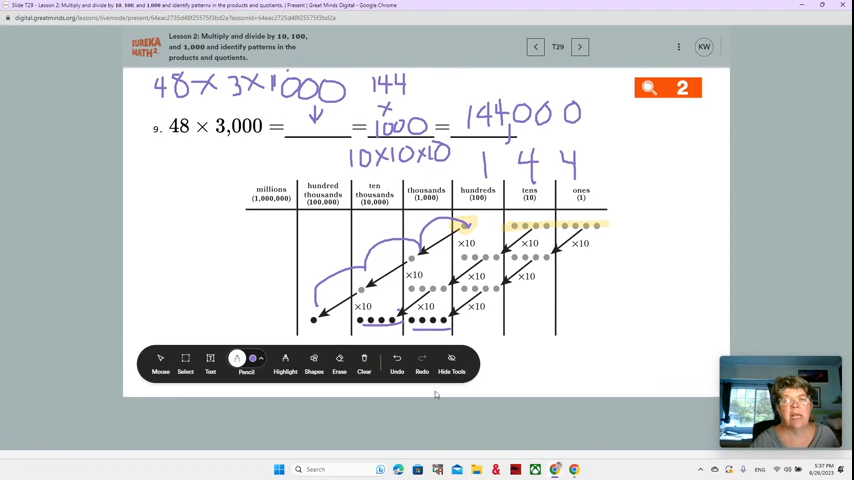 Slide T29 - Lesson 2: Multiply and divide by 10, 100, and 1,000 and identify patterns in the products and quotients. | Present | Great Minds Digital - Google Chrome
digital.greatminds.org/lessons/livemode/present/64eac2735d48f25575f3bd2a?lessonId=64eac2725d48f25575f3bd2a
EUREKA MATH²
Lesson 2: Multiply and divide by 10, 100,
and 1,000 and identify patterns in the
products and quotients.
T29
KW
2
48 × 3 × 1000 144
×
9. 48 × 3,000 = = 1000 = 144,000
10×10×10 1 4 4
millions (1,000,000) hundred thousands (100,000) ten thousands (10,000) thousands (1,000) hundreds (100) tens (10) ones (1)
×10 ×10 ×10
×10 ×10 ×10
×10 ×10 ×10
Mouse Select Text Pencil Highlight Shapes Erase Clear Undo Redo Hide Tools
Search
ENG
5:37 PM
8/26/2023